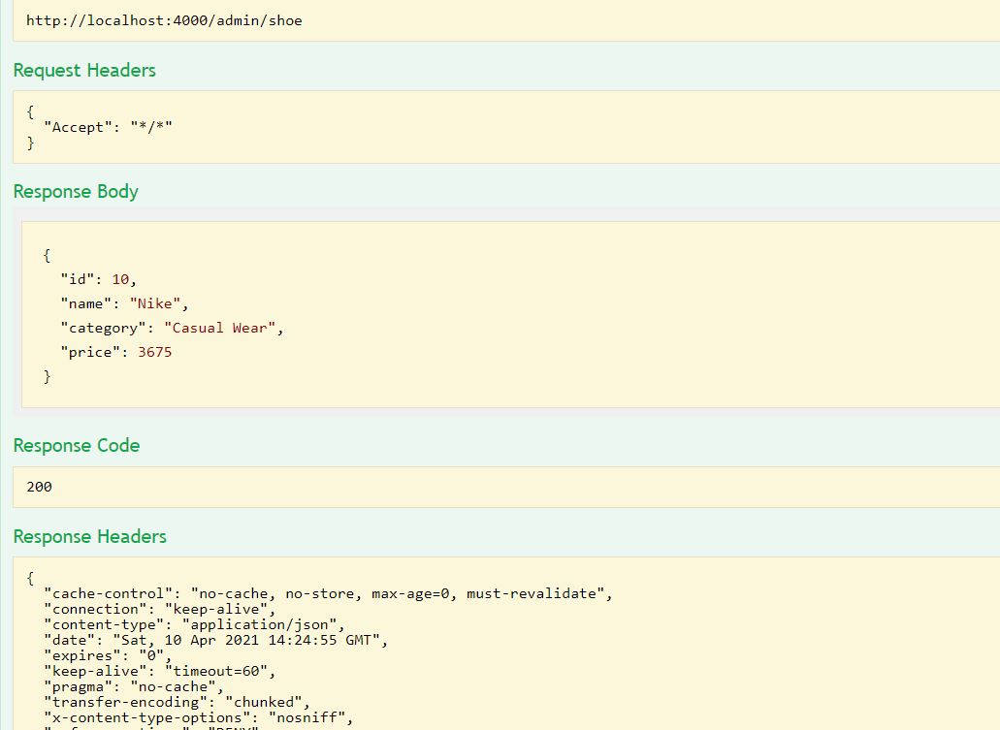 http://localhost:4000/admin/shoe
Request Headers
{
"Accept": "*/*"
}
Response Body
{
"id": 10,
"name": "Nike",
"category": "Casual Wear",
"price": 3675
}
Response Code
200
Response Headers
{
"cache-control": "no-cache, no-store, max-age=0, must-revalidate",
"connection": "keep-alive",
"content-type": "application/json",
"date": "Sat, 10 Apr 2021 14:24:55 GMT",
"expires": "0",
"keep-alive": "timeout=60",
"pragma": "no-cache",
"transfer-encoding": "chunked",
"x-content-type-options": "nosniff",